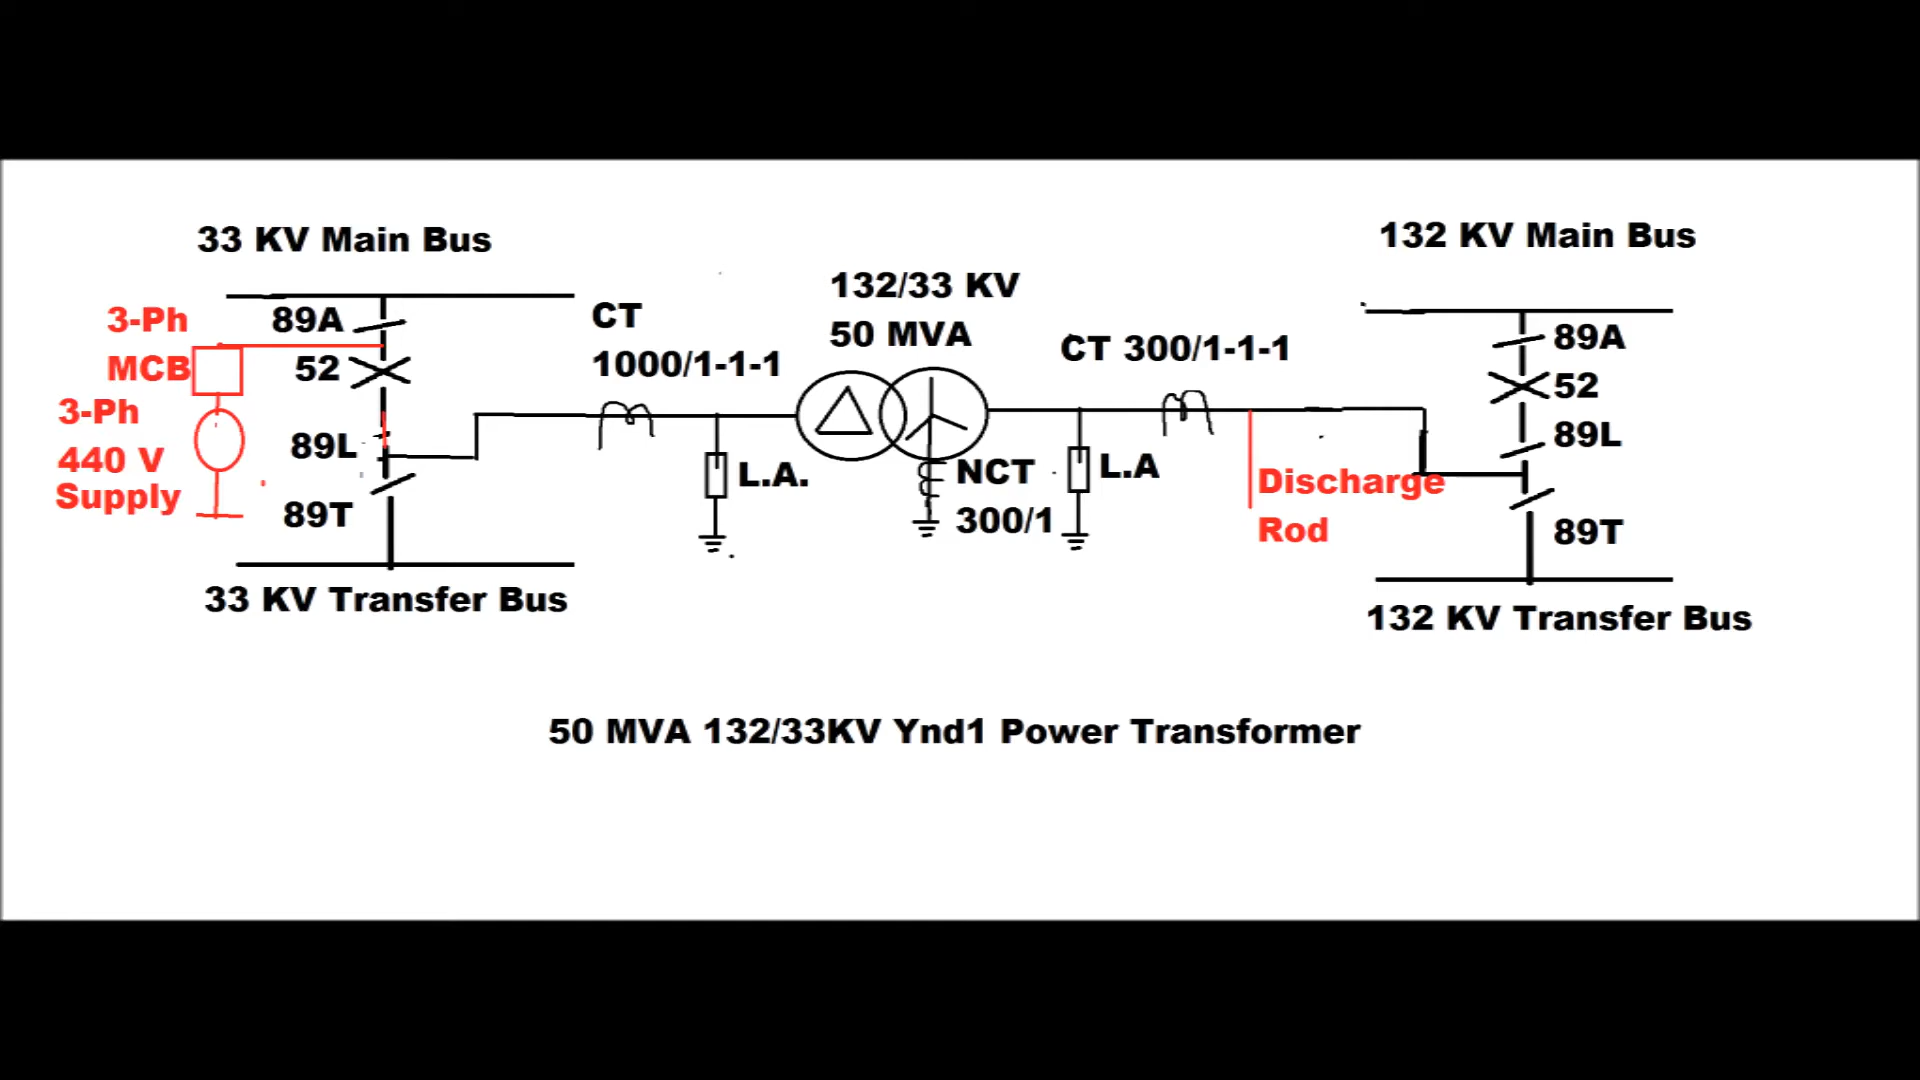 33 KV Main Bus
132 KV Main Bus
3-Ph
MCB
3-Ph
440 V
Supply
89A
52
89L
89T
33 KV Transfer Bus
CT
1000/1-1-1
L.A.
132/33 KV
50 MVA
NCT
300/1
CT 300/1-1-1
L.A
Discharge
Rod
89A
52
89L
89T
132 KV Transfer Bus
50 MVA 132/33KV Ynd1 Power Transformer